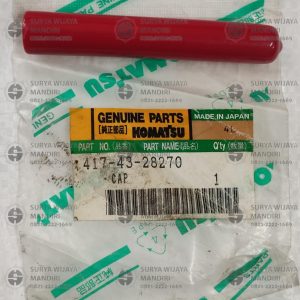 GENUINE PARTS
MADE IN JAPAN
[純正部品] KOMATSU
PART NO.(品番) PART NAME(品名) Q'ty(数量)
417-43-28270
CAP 1
SURYA WIJAYA
MANDIRI